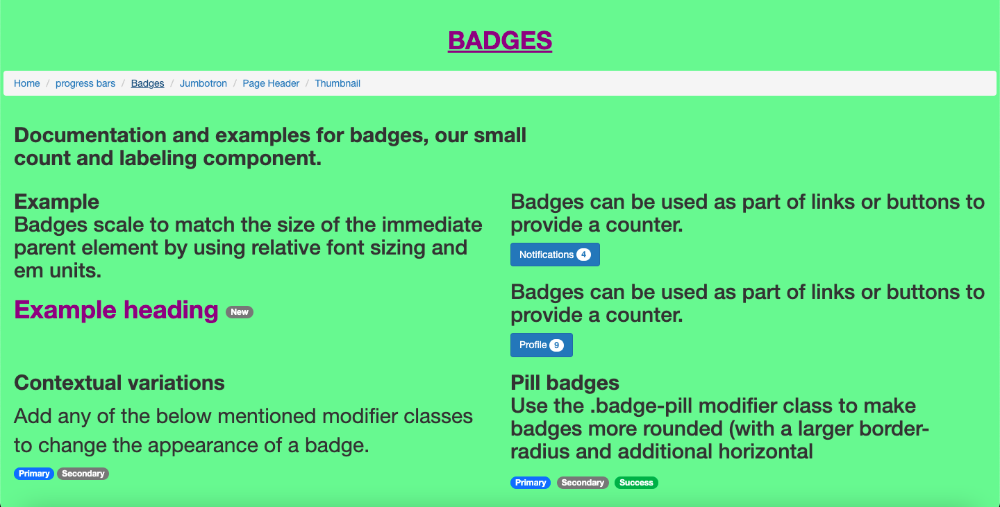 BADGES
Home / progress bars / Badges / Jumbotron / Page Header / Thumbnail
Documentation and examples for badges, our small
count and labeling component.
Example
Badges scale to match the size of the immediate
parent element by using relative font sizing and
em units.
Example heading New
Badges can be used as part of links or buttons to
provide a counter.
Notifications 4
Badges can be used as part of links or buttons to
provide a counter.
Profile 9
Contextual variations
Add any of the below mentioned modifier classes
to change the appearance of a badge.
Primary Secondary
Pill badges
Use the .badge-pill modifier class to make
badges more rounded (with a larger border-
radius and additional horizontal
Primary Secondary Success